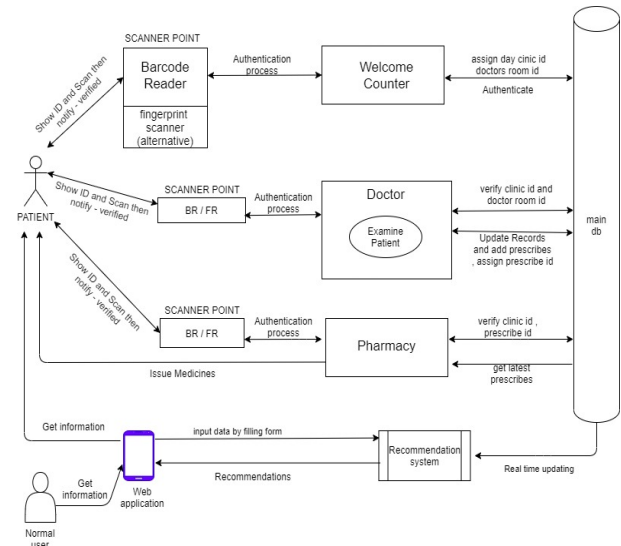 SCANNER POINT
Barcode
Reader
fingerprint
scanner
(alternative)
Authentication
process
Welcome
Counter
assign day cinic id
doctors room id
Authenticate
Show ID and Scan then
notify - verified
PATIENT
Show ID and Scan then
notify - verified
SCANNER POINT
BR / FR
Authentication
process
Doctor
Examine
Patient
verify clinic id and
doctor room id
Update Records
and add prescribes
, assign prescribe id
main
db
Show ID and Scan then
notify - verified
SCANNER POINT
BR / FR
Authentication
process
Pharmacy
verify clinic id ,
prescribe id
get latest
prescribes
Issue Medicines
Get information
input data by filling form
Recommendation
system
Recommendations
Real time updating
Web
application
Get
information
Normal
user